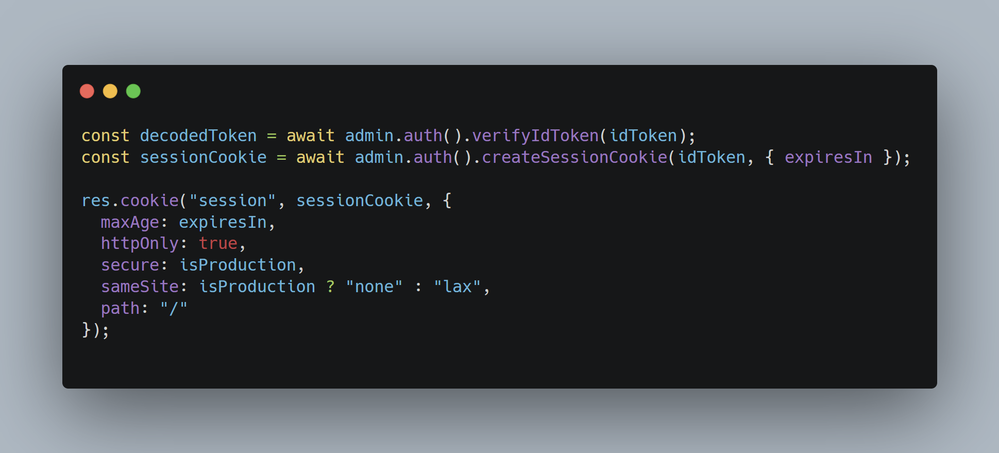 const decodedToken = await admin.auth().verifyIdToken(idToken);
const sessionCookie = await admin.auth().createSessionCookie(idToken, { expiresIn });

res.cookie("session", sessionCookie, {
  maxAge: expiresIn,
  httpOnly: true,
  secure: isProduction,
  sameSite: isProduction ? "none" : "lax",
  path: "/"
});